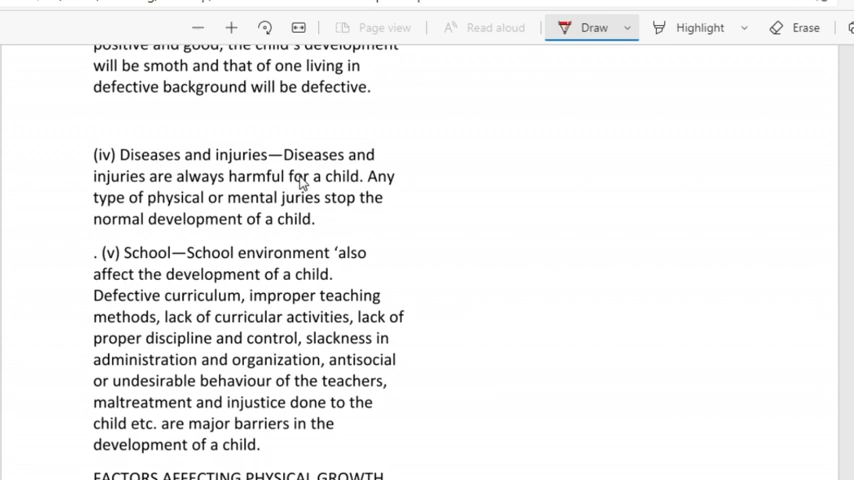 Page view
Read aloud
Draw
Highlight
Erase
positive and good, the child's development
will be smoth and that of one living in
defective background will be defective.
(iv) Diseases and injuries—Diseases and
injuries are always harmful for a child. Any
type of physical or mental juries stop the
normal development of a child.
. (v) School—School environment ‘also
affect the development of a child.
Defective curriculum, improper teaching
methods, lack of curricular activities, lack of
proper discipline and control, slackness in
administration and organization, antisocial
or undesirable behaviour of the teachers,
maltreatment and injustice done to the
child etc. are major barriers in the
development of a child.
FACTORS AFFECTING PHYSICAL GROWTH